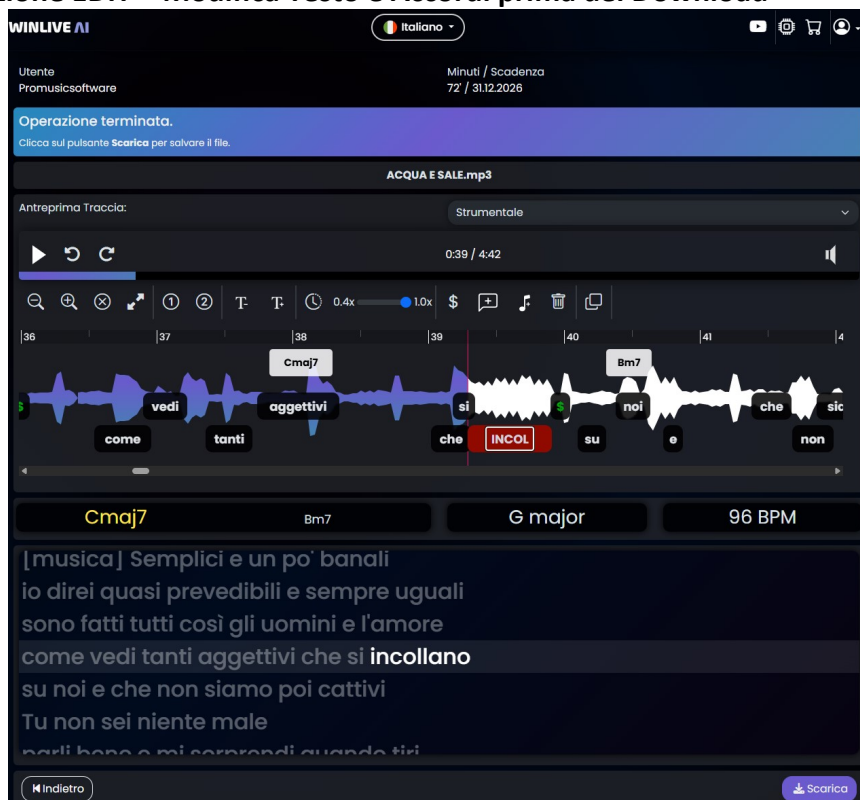 WINLIVE AI
Italiano
Utente
Promusicsoftware
Minuti / Scadenza
72' / 31.12.2026
Operazione terminata.
Clicca sul pulsante Scarica per salvare il file.
ACQUA E SALE.mp3
Antreprima Traccia:
Strumentale
0:39 / 4:42
1 2 T- T+ 0.4x 1.0x $
36 37 38 39 40 41
Cmaj7 Bm7
$ vedi aggettivi si $ noi che
come tanti che INCOL su e non
Cmaj7 Bm7 G major 96 BPM
[musica] Semplici e un po' banali
io direi quasi prevedibili e sempre uguali
sono fatti tutti così gli uomini e l'amore
come vedi tanti aggettivi che si incollano
su noi e che non siamo poi cattivi
Tu non sei niente male
Indietro
Scarica